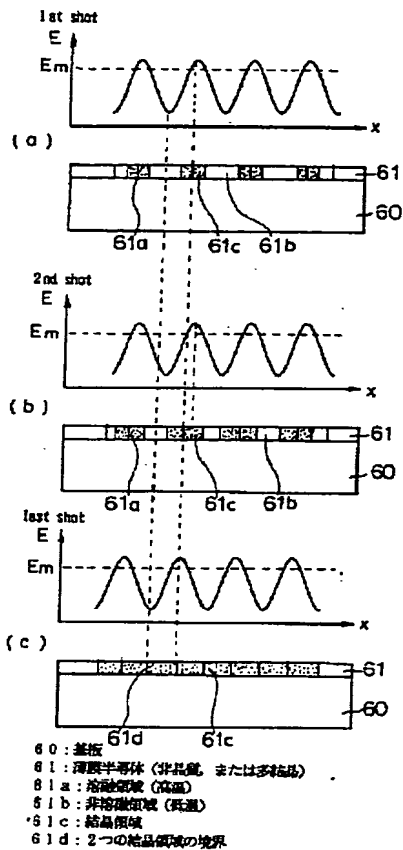 1st shot
E
Em
x
(a)
61
60
61a
61c
61b
2nd shot
E
Em
x
(b)
61
60
61a
61c
61b
last shot
E
Em
x
(c)
61
60
61d
61c
60:基板
61:薄膜半導体(非晶質,または多結晶)
61a:溶融領域(高温)
61b:非溶融領域(低温)
61c:結晶領域
61d:2つの結晶領域の境界